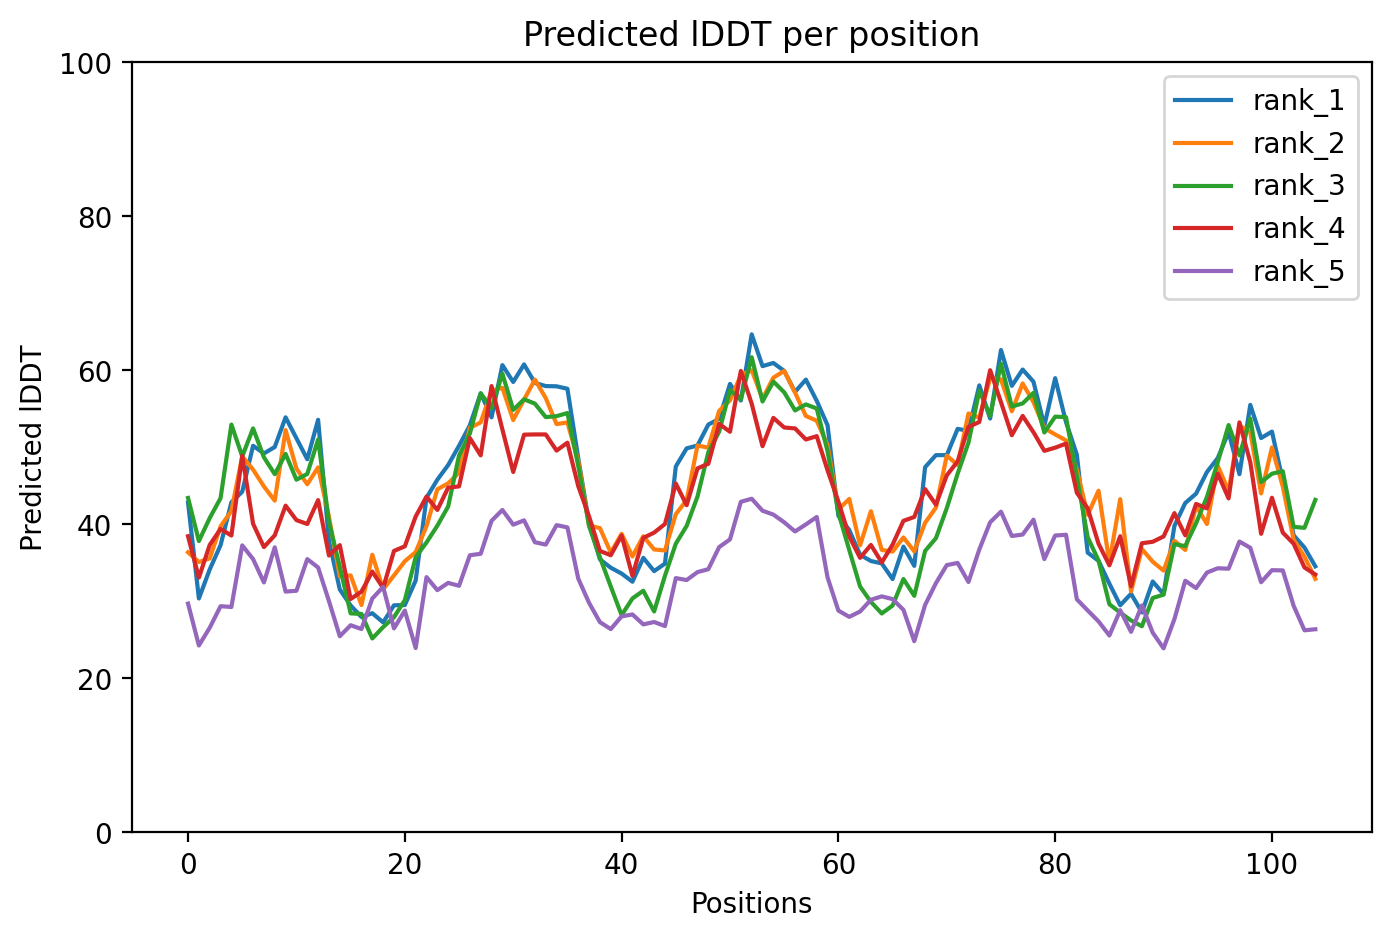 Predicted lDDT per position
100
80
60
40
20
0
Predicted lDDT
rank_1
rank_2
rank_3
rank_4
rank_5
0 20 40 60 80 100
Positions